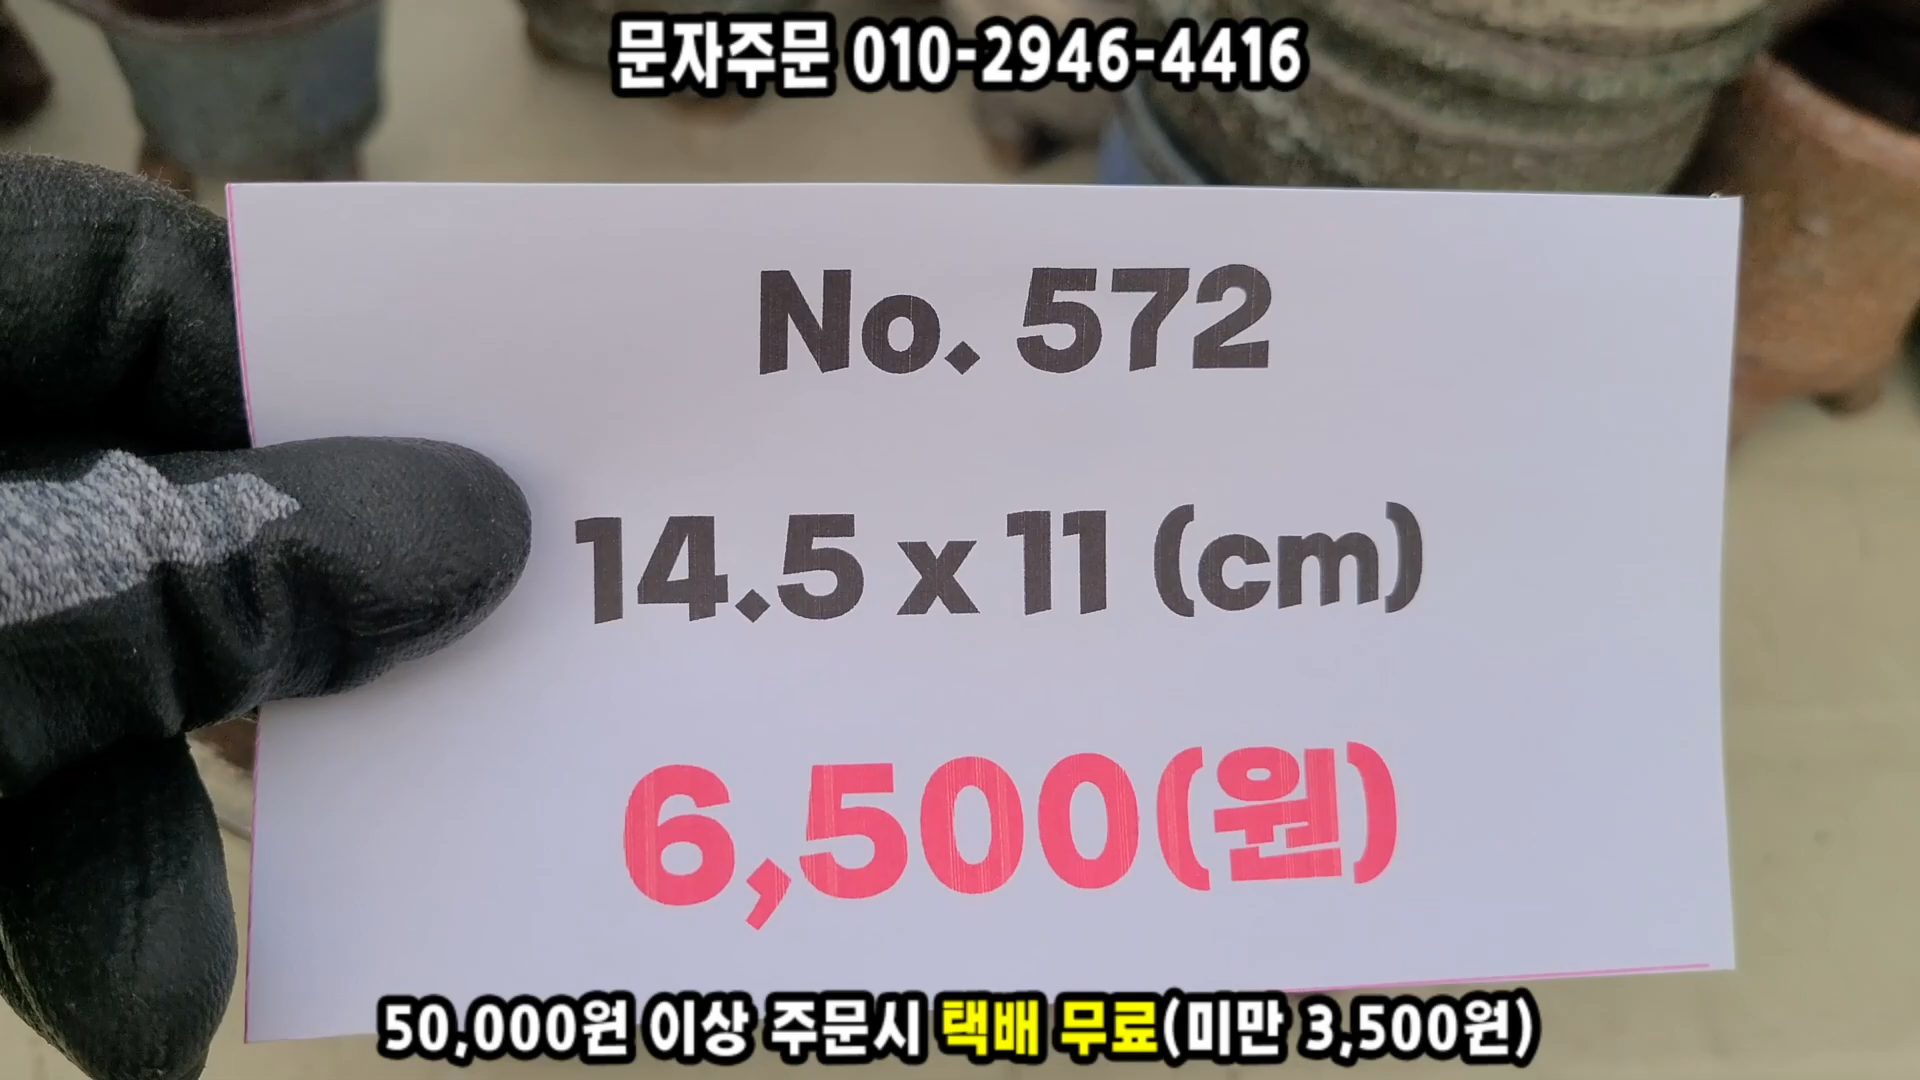 문자주문 010-2946-4416
No. 572
14.5 x 11 (cm)
6,500(원)
50,000원 이상 주문시 택배 무료(미만 3,500원)